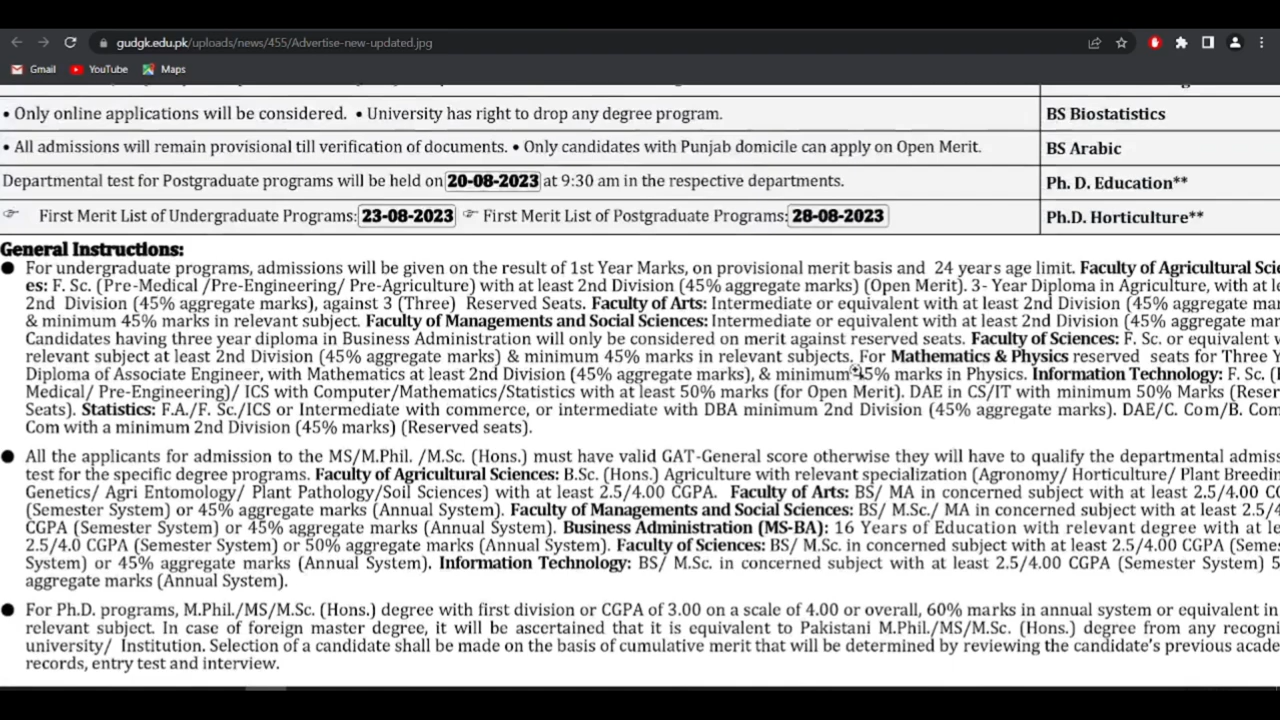 gudgk.edu.pk/uploads/news/455/Advertise-new-updated.jpg
Gmail YouTube Maps
• Only online applications will be considered. • University has right to drop any degree program.
BS Biostatistics
• All admissions will remain provisional till verification of documents. • Only candidates with Punjab domicile can apply on Open Merit.
BS Arabic
Departmental test for Postgraduate programs will be held on 20-08-2023 at 9:30 am in the respective departments.
Ph. D. Education**
☞ First Merit List of Undergraduate Programs: 23-08-2023 ☞ First Merit List of Postgraduate Programs: 28-08-2023
Ph.D. Horticulture**
General Instructions:
● For undergraduate programs, admissions will be given on the result of 1st Year Marks, on provisional merit basis and 24 years age limit. Faculty of Agricultural Scie
es: F. Sc. (Pre-Medical /Pre-Engineering/ Pre-Agriculture) with at least 2nd Division (45% aggregate marks) (Open Merit). 3- Year Diploma in Agriculture, with at le
2nd Division (45% aggregate marks), against 3 (Three) Reserved Seats. Faculty of Arts: Intermediate or equivalent with at least 2nd Division (45% aggregate mar
& minimum 45% marks in relevant subject. Faculty of Managements and Social Sciences: Intermediate or equivalent with at least 2nd Division (45% aggregate mar
Candidates having three year diploma in Business Administration will only be considered on merit against reserved seats. Faculty of Sciences: F. Sc. or equivalent w
relevant subject at least 2nd Division (45% aggregate marks) & minimum 45% marks in relevant subjects. For Mathematics & Physics reserved seats for Three Y
Diploma of Associate Engineer, with Mathematics at least 2nd Division (45% aggregate marks), & minimum 45% marks in Physics. Information Technology: F. Sc. (P
Medical/ Pre-Engineering)/ ICS with Computer/Mathematics/Statistics with at least 50% marks (for Open Merit). DAE in CS/IT with minimum 50% Marks (Reser
Seats). Statistics: F.A./F. Sc./ICS or Intermediate with commerce, or intermediate with DBA minimum 2nd Division (45% aggregate marks). DAE/C. Com/B. Com
Com with a minimum 2nd Division (45% marks) (Reserved seats).
● All the applicants for admission to the MS/M.Phil. /M.Sc. (Hons.) must have valid GAT-General score otherwise they will have to qualify the departmental admiss
test for the specific degree programs. Faculty of Agricultural Sciences: B.Sc. (Hons.) Agriculture with relevant specialization (Agronomy/ Horticulture/ Plant Breedin
Genetics/ Agri Entomology/ Plant Pathology/Soil Sciences) with at least 2.5/4.00 CGPA. Faculty of Arts: BS/ MA in concerned subject with at least 2.5/4.00 CG
(Semester System) or 45% aggregate marks (Annual System). Faculty of Managements and Social Sciences: BS/ M.Sc./ MA in concerned subject with at least 2.5/4
CGPA (Semester System) or 45% aggregate marks (Annual System). Business Administration (MS-BA): 16 Years of Education with relevant degree with at le
2.5/4.0 CGPA (Semester System) or 50% aggregate marks (Annual System). Faculty of Sciences: BS/ M.Sc. in concerned subject with at least 2.5/4.00 CGPA (Semes
System) or 45% aggregate marks (Annual System). Information Technology: BS/ M.Sc. in concerned subject with at least 2.5/4.00 CGPA (Semester System) 5
aggregate marks (Annual System).
● For Ph.D. programs, M.Phil./MS/M.Sc. (Hons.) degree with first division or CGPA of 3.00 on a scale of 4.00 or overall, 60% marks in annual system or equivalent in
relevant subject. In case of foreign master degree, it will be ascertained that it is equivalent to Pakistani M.Phil./MS/M.Sc. (Hons.) degree from any recogni
university/ Institution. Selection of a candidate shall be made on the basis of cumulative merit that will be determined by reviewing the candidate's previous acade
records, entry test and interview.